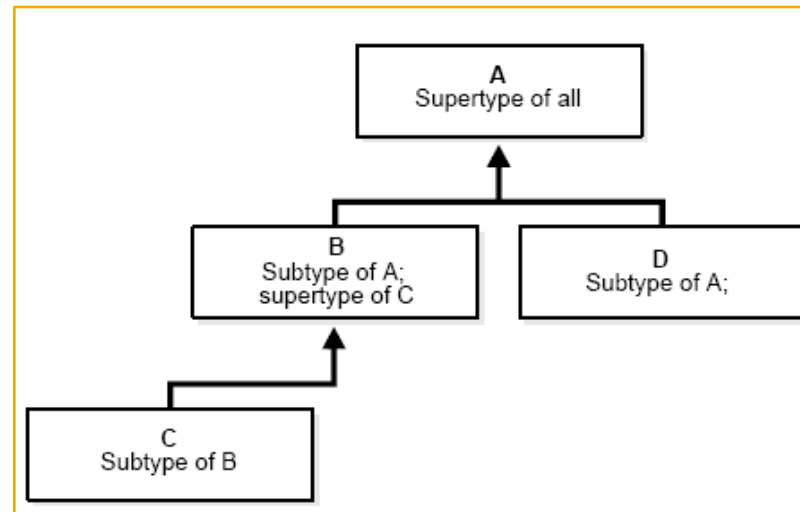 A
Supertype of all
B
Subtype of A;
supertype of C
D
Subtype of A;
C
Subtype of B